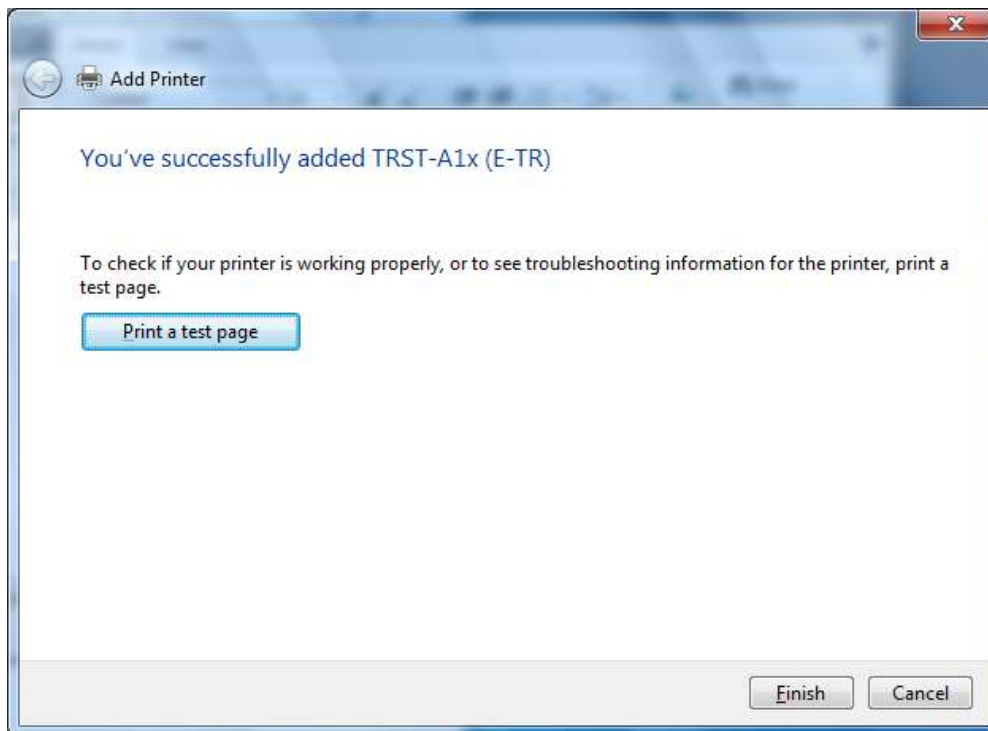 Add Printer
You've successfully added TRST-A1x (E-TR)
To check if your printer is working properly, or to see troubleshooting information for the printer, print a
test page.
Print a test page
Finish Cancel